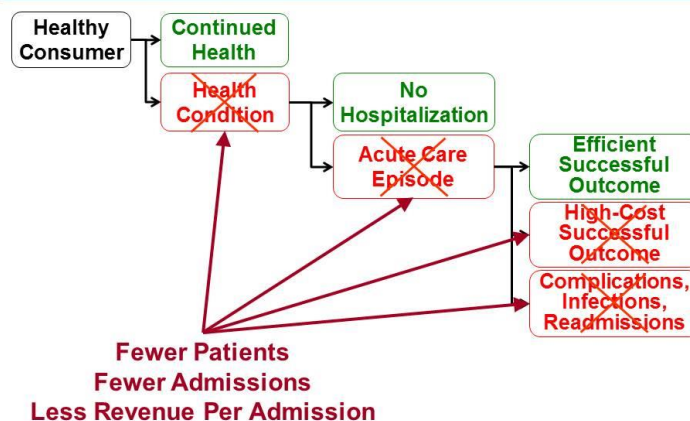 Healthy
Consumer
Continued
Health
Health
Condition
No
Hospitalization
Acute Care
Episode
Efficient
Successful
Outcome
High-Cost
Successful
Outcome
Complications,
Infections,
Readmissions
Fewer Patients
Fewer Admissions
Less Revenue Per Admission